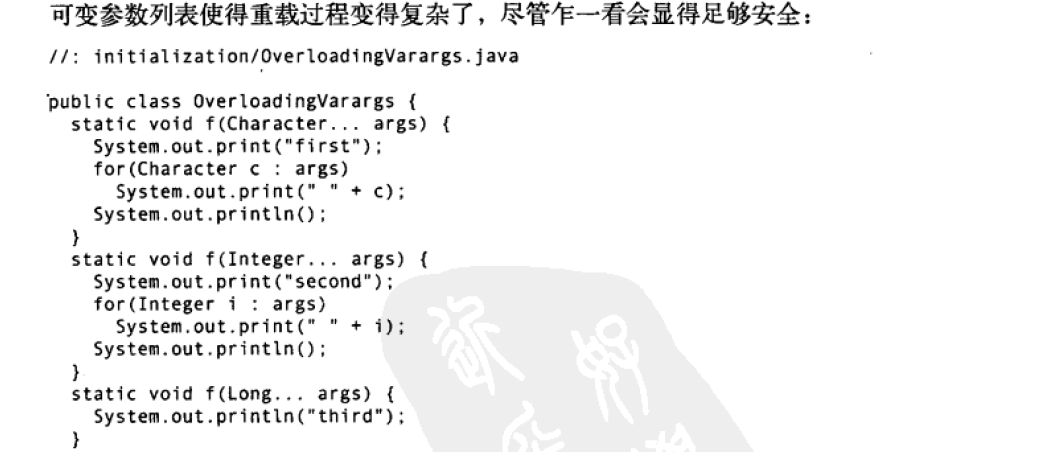 可变参数列表使得重载过程变得复杂了，尽管乍一看会显得足够安全：
//: initialization/OverloadingVarargs.java
public class OverloadingVarargs {
static void f(Character... args) {
System.out.print("first");
for(Character c : args)
System.out.print(" " + c);
System.out.println();
}
static void f(Integer... args) {
System.out.print("second");
for(Integer i : args)
System.out.print(" " + i);
System.out.println();
}
static void f(Long... args) {
System.out.println("third");
}